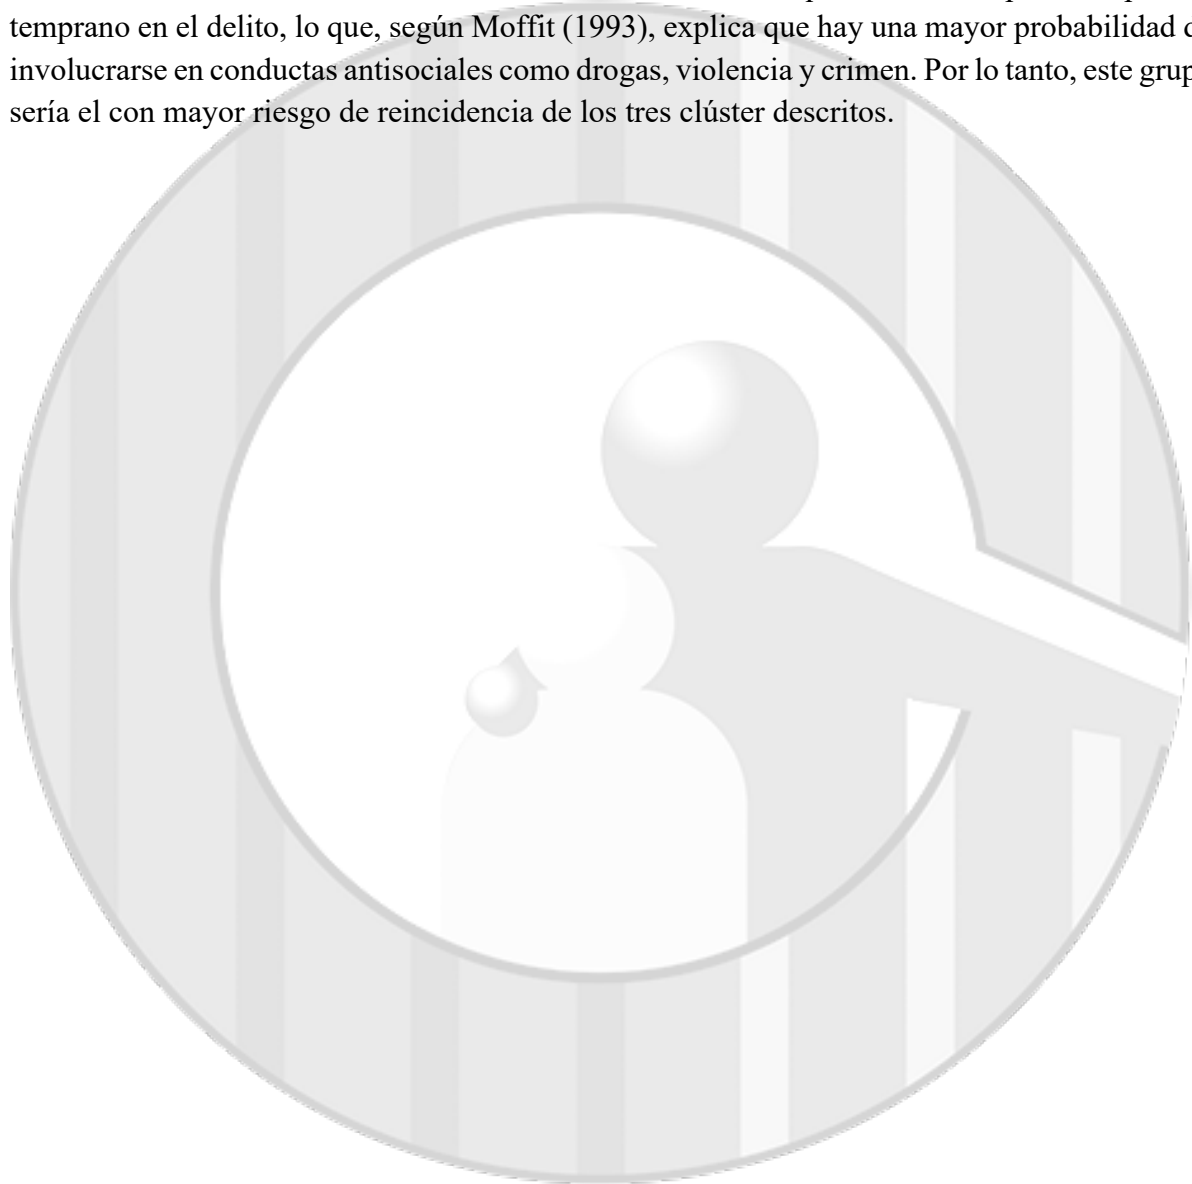 temprano en el delito, lo que, según Moffit (1993), explica que hay una mayor probabilidad
involucrarse en conductas antisociales como drogas, violencia y crimen. Por lo tanto, este
sería el con mayor riesgo de reincidencia de los tres clúster descritos.